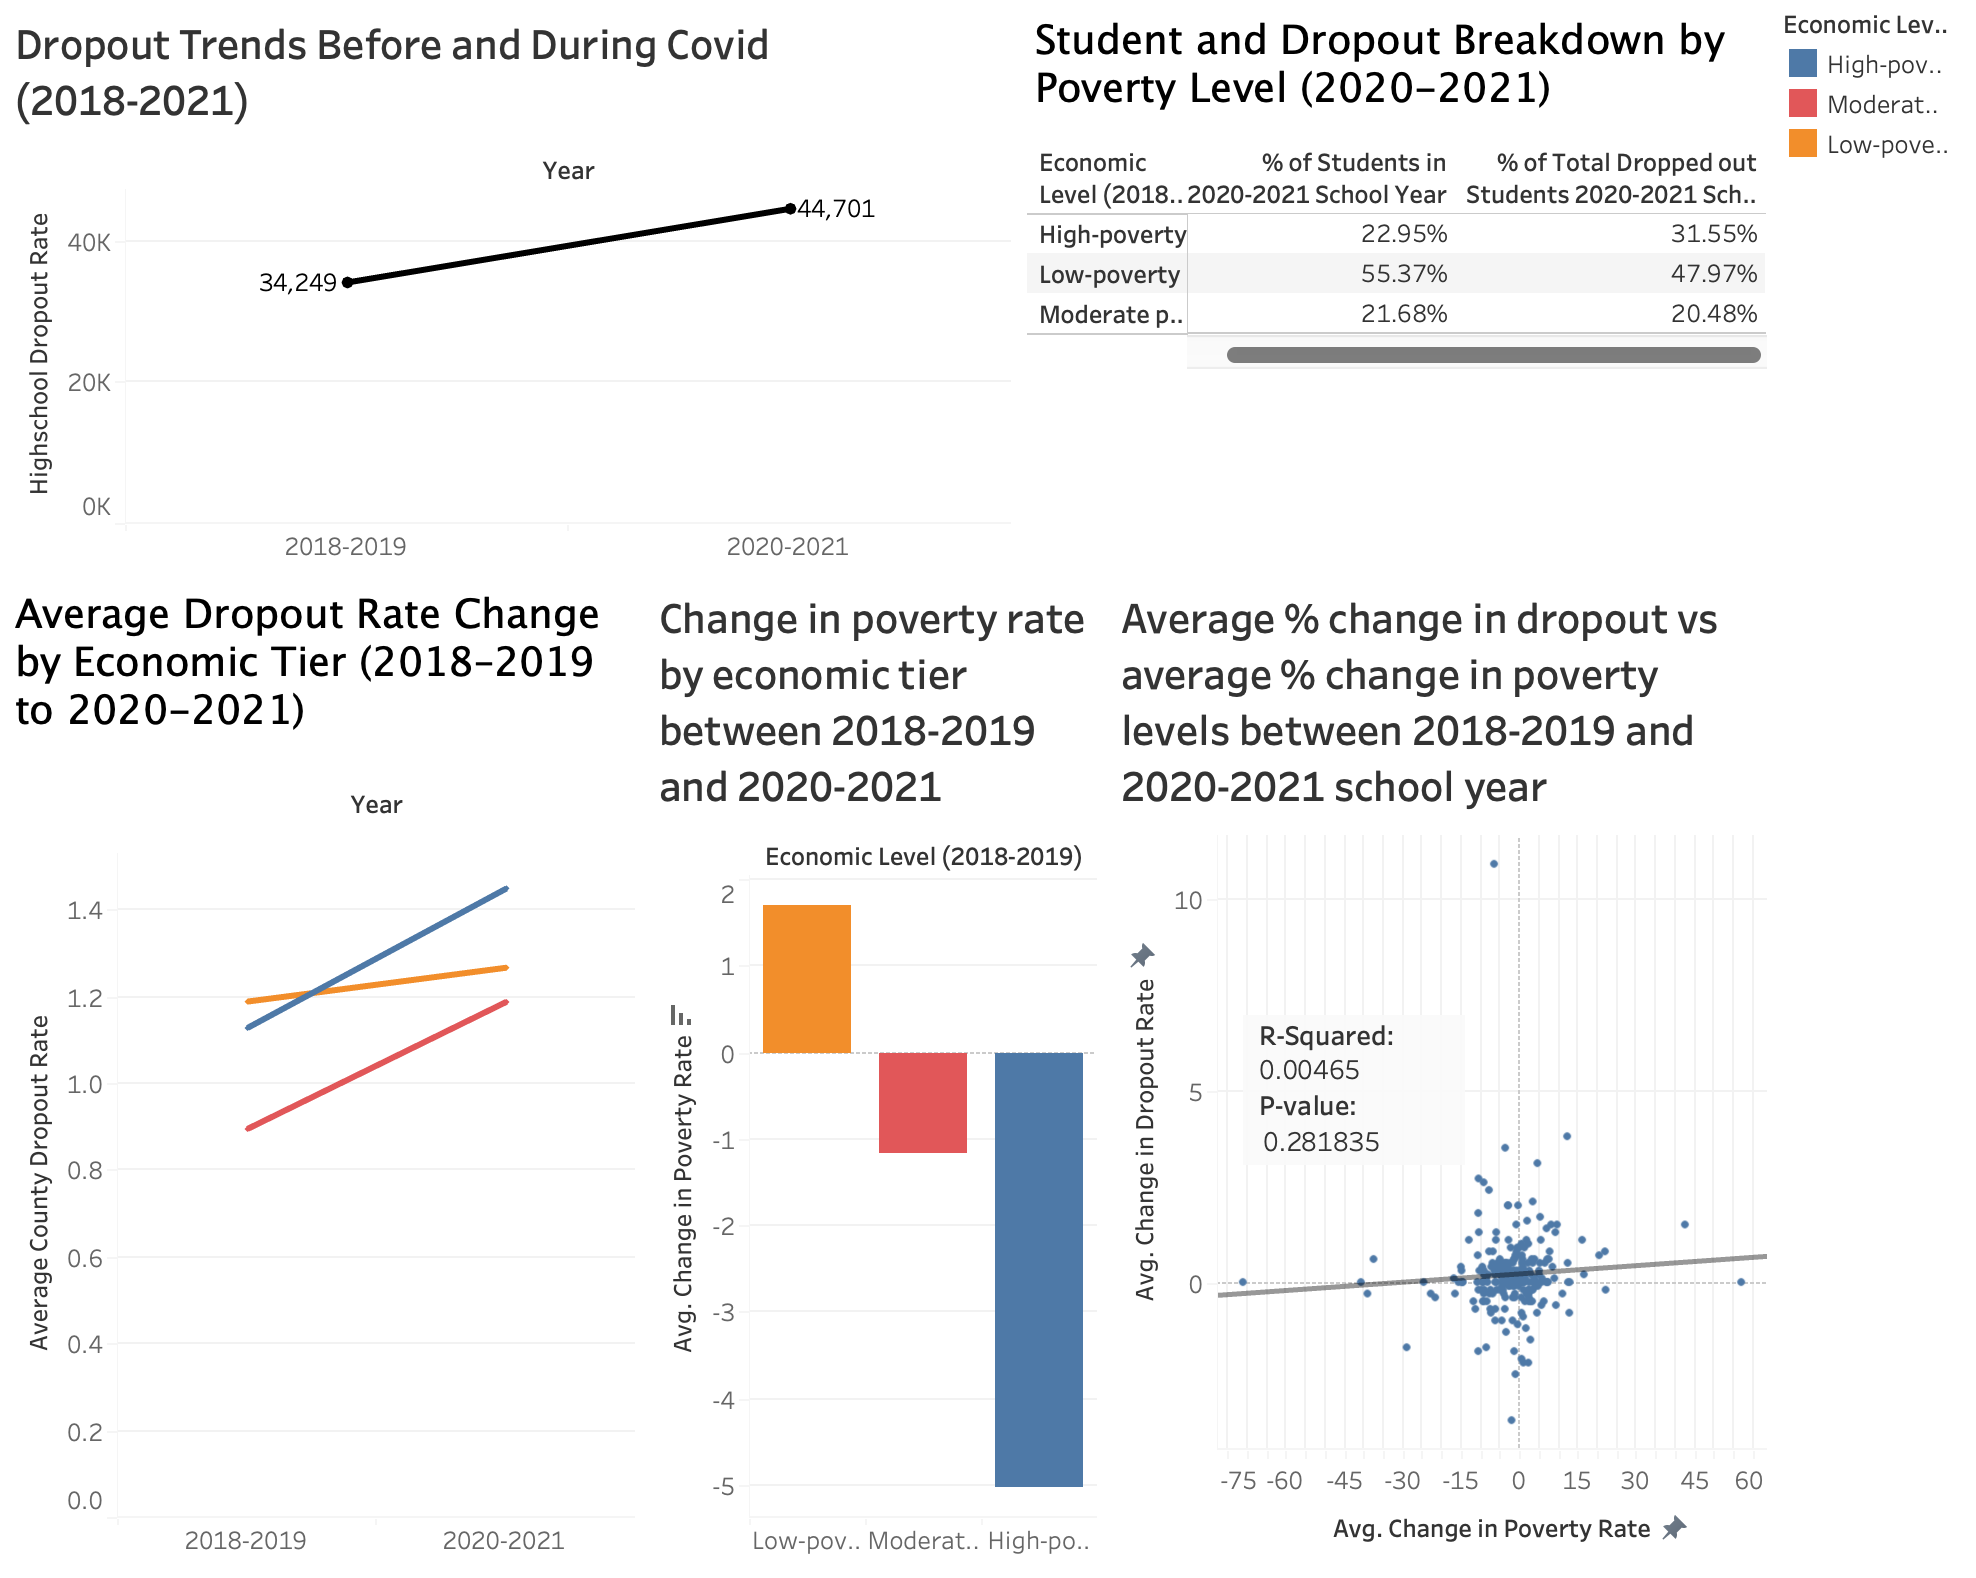 Dropout Trends Before and During Covid
(2018-2021)
Year
Highschool Dropout Rate
40K
20K
0K
34,249
44,701
2018-2019
2020-2021
Student and Dropout Breakdown by
Poverty Level (2020–2021)
Economic
Level (2018..
% of Students in
2020-2021 School Year
% of Total Dropped out
Students 2020-2021 Sch..
High-poverty 22.95% 31.55%
Low-poverty 55.37% 47.97%
Moderate p.. 21.68% 20.48%
Economic Lev..
High-pov..
Moderat..
Low-pove..
Average Dropout Rate Change
by Economic Tier (2018–2019
to 2020–2021)
Year
Average County Dropout Rate
1.4
1.2
1.0
0.8
0.6
0.4
0.2
0.0
2018-2019
2020-2021
Change in poverty rate
by economic tier
between 2018-2019
and 2020-2021
Economic Level (2018-2019)
Avg. Change in Poverty Rate
2
1
0
-1
-2
-3
-4
-5
Low-pov..
Moderat..
High-po..
Average % change in dropout vs
average % change in poverty
levels between 2018-2019 and
2020-2021 school year
Avg. Change in Dropout Rate
10
5
0
R-Squared:
0.00465
P-value:
0.281835
-75 -60 -45 -30 -15 0 15 30 45 60
Avg. Change in Poverty Rate